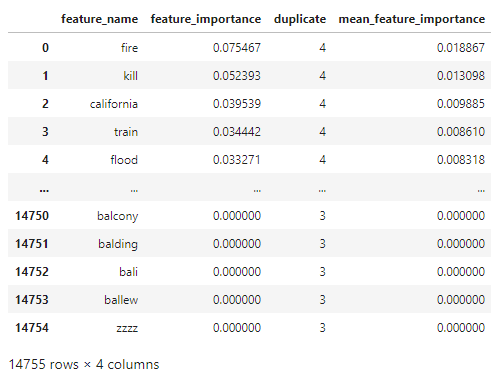 feature_name feature_importance duplicate mean_feature_importance
0 fire 0.075467 4 0.018867
1 kill 0.052393 4 0.013098
2 california 0.039539 4 0.009885
3 train 0.034442 4 0.008610
4 flood 0.033271 4 0.008318
... ... ... ... ...
14750 balcony 0.000000 3 0.000000
14751 balding 0.000000 3 0.000000
14752 bali 0.000000 3 0.000000
14753 ballew 0.000000 3 0.000000
14754 zzzz 0.000000 3 0.000000
14755 rows × 4 columns